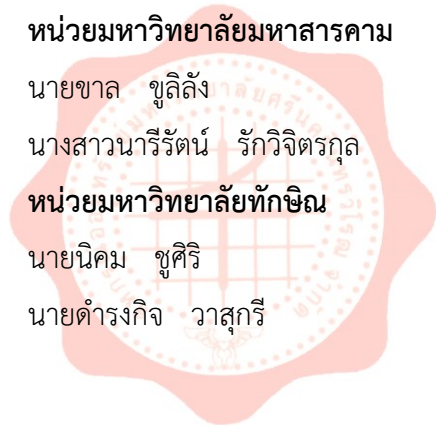 หน่วยมหาวิทยาลัยมหาสารคาม
นายขาล ขูลิลัง
นางสาวนารีรัตน์ รักวิจิตรกุล
หน่วยมหาวิทยาลัยทักษิณ
นายนิคม ชูศิริ
นายดำรงกิจ วาสุกรี